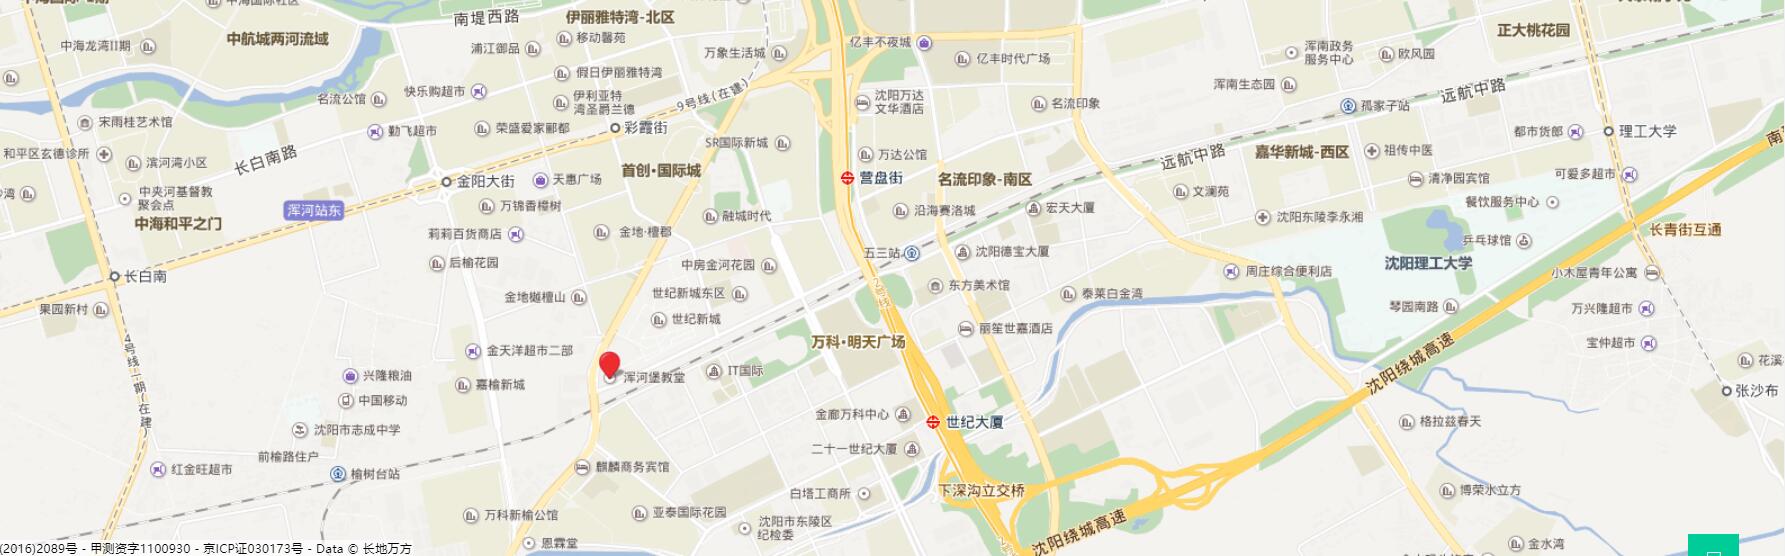 南堤西路
伊丽雅特湾-北区
中海龙湾II期
中航城两河流域
浦江御品
移动馨苑
万象生活城
亿丰不夜城
亿丰时代广场
浑南政务
服务中心
欧风园
正大桃花园
假日伊丽雅特湾
名流公馆
快乐购超市
伊利亚特
湾圣爵兰德
9号线(在建)
沈阳万达
文华酒店
名流印象
浑南生态园
孤家子站
远航中路
宋雨桂艺术馆
勤飞超市
荣盛爱家郦都
彩霞街
都市货郎
理工大学
和平区玄德诊所
滨河湾小区
长白南路
SR国际新城
万达公馆
远航中路
嘉华新城-西区
祖传中医
首创·国际城
金阳大街
天惠广场
营盘街
名流印象-南区
清净园宾馆
可爱多超市
中夹河基督教
聚会点
文澜苑
餐饮服务中心
中海和平之门
浑河站东
万锦香樟树
融城时代
沿海赛洛城
宏天大厦
沈阳东陵李永湘
长青街互通
莉莉百货商店
金地·檀郡
五三站
沈阳德宝大厦
乒乓球馆
后榆花园
中房金河花园
沈阳理工大学
周庄综合便利店
小木屋青年公寓
长白南
2号线
东方美术馆
泰莱白金湾
金地樾檀山
世纪新城东区
琴园南路
万兴隆超市
果园新村
世纪新城
丽笙世嘉酒店
万科·明天广场
宝仲超市
4号线一期(在建)
金天洋超市二部
沈阳绕城高速
花溪
兴隆粮油
嘉榆新城
浑河堡教堂
IT国际
张沙布
中国移动
金廊万科中心
世纪大厦
格拉兹春天
沈阳市志成中学
二十一世纪大厦
前榆路住户
红金旺超市
榆树台站
麒麟商务宾馆
白塔工商所
下深沟立交桥
博荣水立方
万科新榆公馆
亚泰国际花园
沈阳市东陵区
纪检委
沈阳绕城高速
恩霖堂
金水湾
(2016)2089号 - 甲测资字1100930 - 京ICP证030173号 - Data © 长地万方